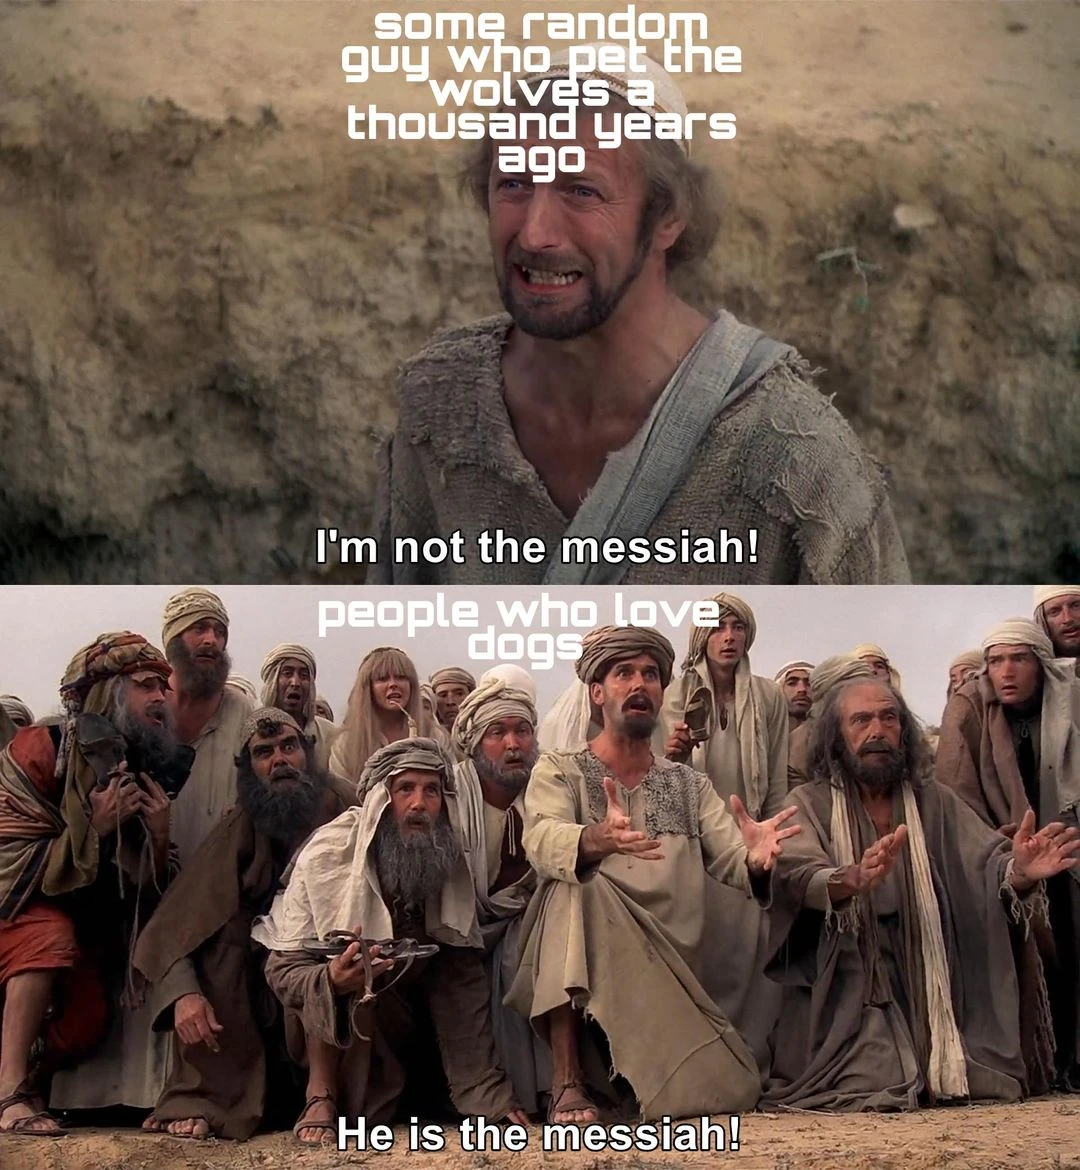 some random
guy who pet the
wolves a
thousand years
ago
I'm not the messiah!
people who love
dogs
He is the messiah!